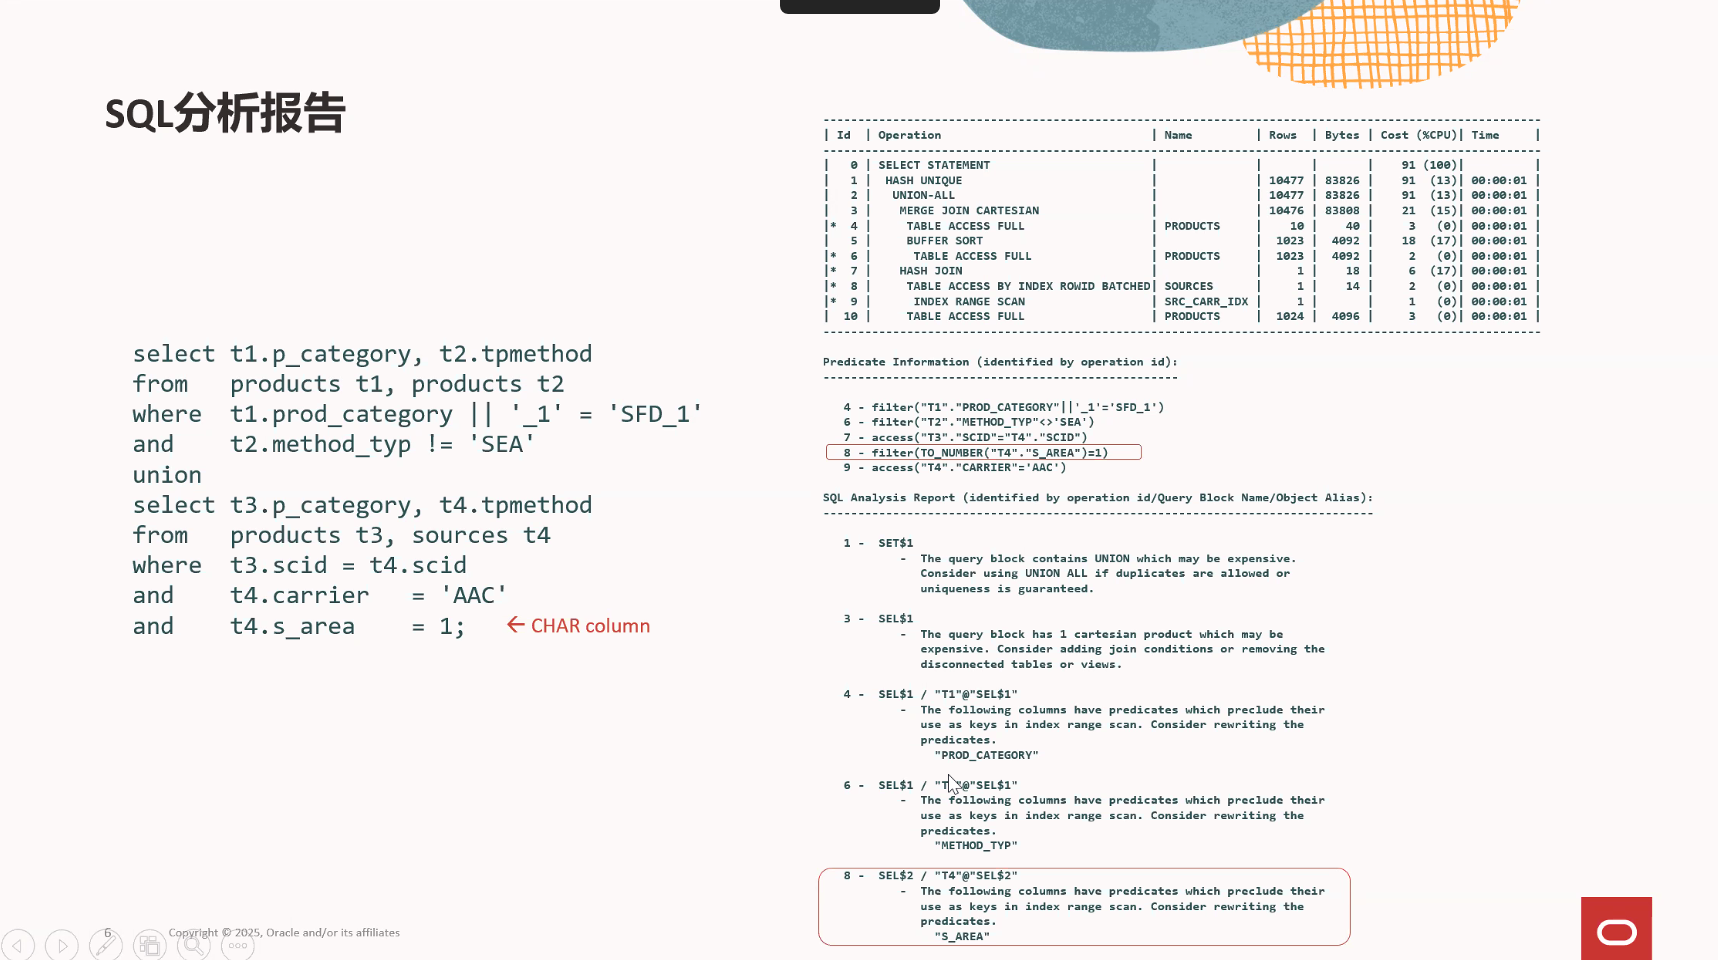 SQL分析报告
select t1.p_category, t2.tpmethod
from   products t1, products t2
where  t1.prod_category || '_1' = 'SFD_1'
and    t2.method_typ != 'SEA'
union
select t3.p_category, t4.tpmethod
from   products t3, sources t4
where  t3.scid = t4.scid
and    t4.carrier   = 'AAC'
and    t4.s_area    = 1;   ← CHAR column
------------------------------------------------------------------------------------------------------
| Id  | Operation                              | Name         | Rows  | Bytes | Cost (%CPU)| Time     |
------------------------------------------------------------------------------------------------------
|   0 | SELECT STATEMENT                       |              |       |       |    91 (100)|          |
|   1 |  HASH UNIQUE                           |              | 10477 | 83826 |    91  (13)| 00:00:01 |
|   2 |   UNION-ALL                            |              | 10477 | 83826 |    91  (13)| 00:00:01 |
|   3 |    MERGE JOIN CARTESIAN                |              | 10476 | 83808 |    21  (15)| 00:00:01 |
|*  4 |     TABLE ACCESS FULL                  | PRODUCTS     |    10 |    40 |     3   (0)| 00:00:01 |
|   5 |     BUFFER SORT                        |              |  1023 |  4092 |    18  (17)| 00:00:01 |
|*  6 |      TABLE ACCESS FULL                 | PRODUCTS     |  1023 |  4092 |     2   (0)| 00:00:01 |
|*  7 |    HASH JOIN                           |              |     1 |    18 |     6  (17)| 00:00:01 |
|*  8 |     TABLE ACCESS BY INDEX ROWID BATCHED| SOURCES      |     1 |    14 |     2   (0)| 00:00:01 |
|*  9 |      INDEX RANGE SCAN                  | SRC_CARR_IDX |     1 |       |     1   (0)| 00:00:01 |
|  10 |     TABLE ACCESS FULL                  | PRODUCTS     |  1024 |  4096 |     3   (0)| 00:00:01 |
------------------------------------------------------------------------------------------------------
Predicate Information (identified by operation id):
---------------------------------------------------
4 - filter("T1"."PROD_CATEGORY"||'_1'='SFD_1')
6 - filter("T2"."METHOD_TYP"<>'SEA')
7 - access("T3"."SCID"="T4"."SCID")
8 - filter(TO_NUMBER("T4"."S_AREA")=1)
9 - access("T4"."CARRIER"='AAC')
SQL Analysis Report (identified by operation id/Query Block Name/Object Alias):
-------------------------------------------------------------------------------
1 -  SET$1
-  The query block contains UNION which may be expensive.
Consider using UNION ALL if duplicates are allowed or
uniqueness is guaranteed.
3 -  SEL$1
-  The query block has 1 cartesian product which may be
expensive. Consider adding join conditions or removing the
disconnected tables or views.
4 -  SEL$1 / "T1"@"SEL$1"
-  The following columns have predicates which preclude their
use as keys in index range scan. Consider rewriting the
predicates.
"PROD_CATEGORY"
6 -  SEL$1 / "T"@"SEL$1"
-  The following columns have predicates which preclude their
use as keys in index range scan. Consider rewriting the
predicates.
"METHOD_TYP"
8 -  SEL$2 / "T4"@"SEL$2"
-  The following columns have predicates which preclude their
use as keys in index range scan. Consider rewriting the
predicates.
"S_AREA"
6   Copyright © 2025, Oracle and/or its affiliates